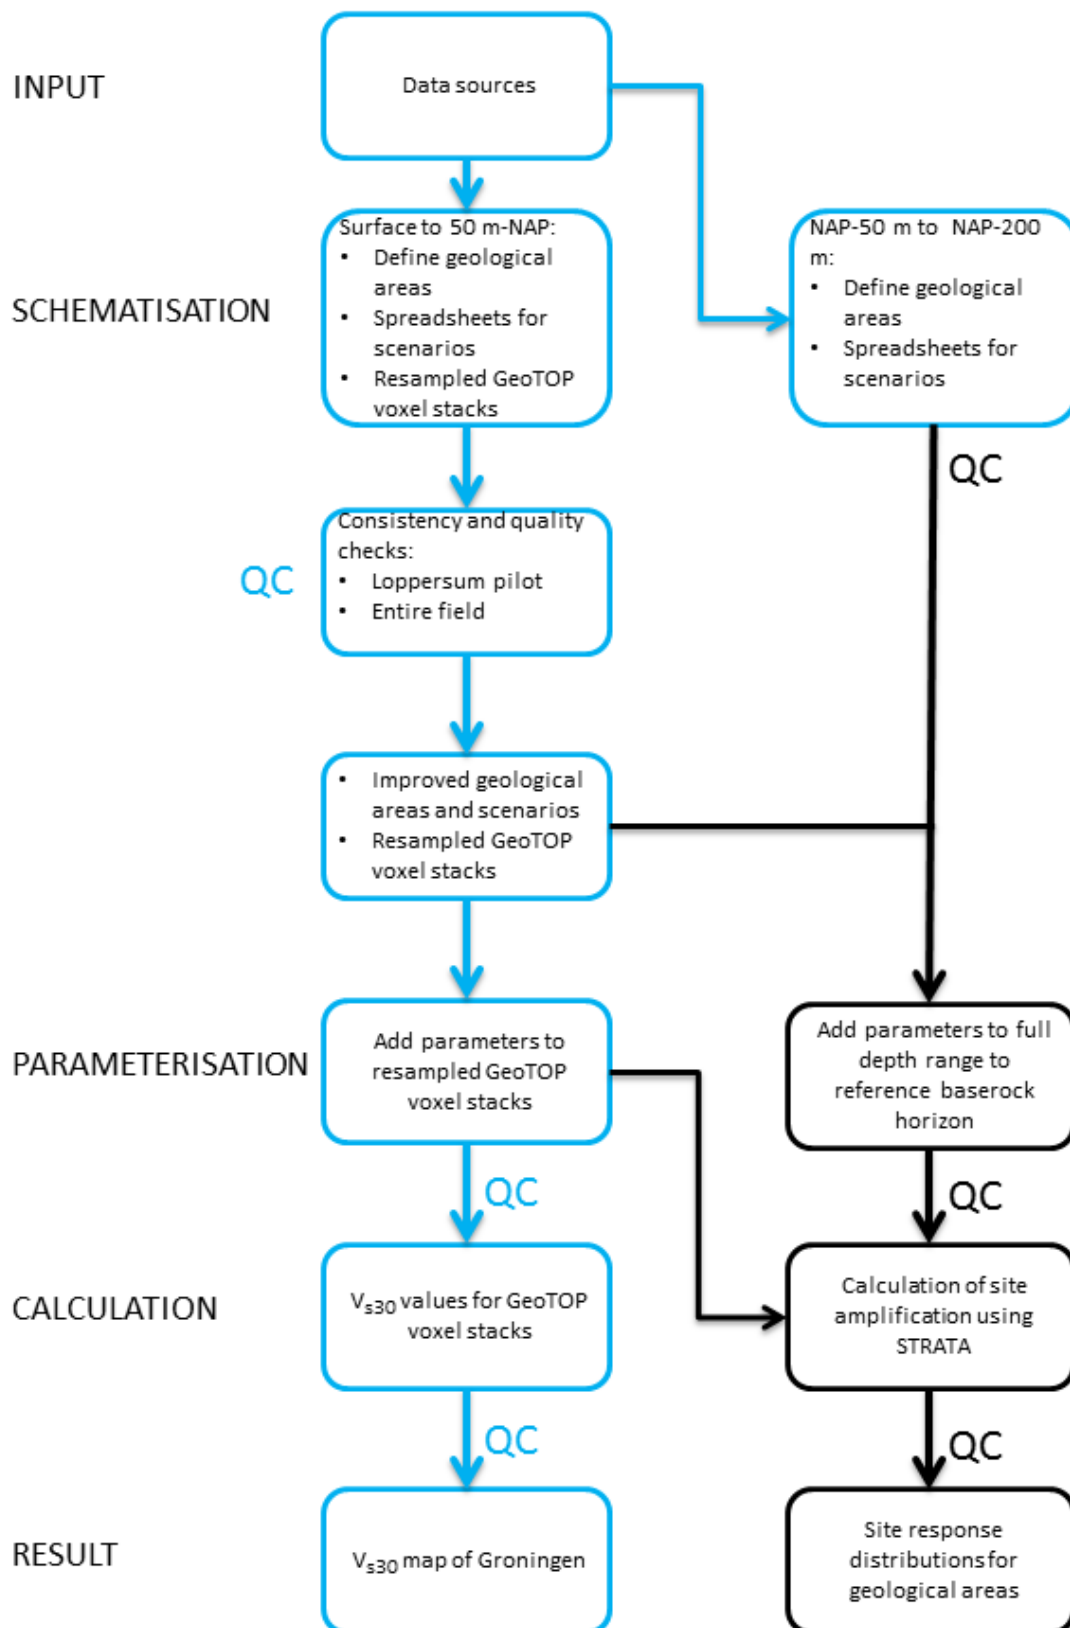 INPUT
Data sources
SCHEMATISATION
Surface to 50 m-NAP:
• Define geological
areas
• Spreadsheets for
scenarios
• Resampled GeoTOP
voxel stacks
NAP-50 m to NAP-200
m:
• Define geological
areas
• Spreadsheets for
scenarios
QC
QC
Consistency and quality
checks:
• Loppersum pilot
• Entire field
• Improved geological
areas and scenarios
• Resampled GeoTOP
voxel stacks
PARAMETERISATION
Add parameters to
resampled GeoTOP
voxel stacks
Add parameters to full
depth range to
reference baserock
horizon
QC
QC
CALCULATION
Vs30 values for GeoTOP
voxel stacks
Calculation of site
amplification using
STRATA
QC
QC
RESULT
Vs30 map of Groningen
Site response
distributions for
geological areas